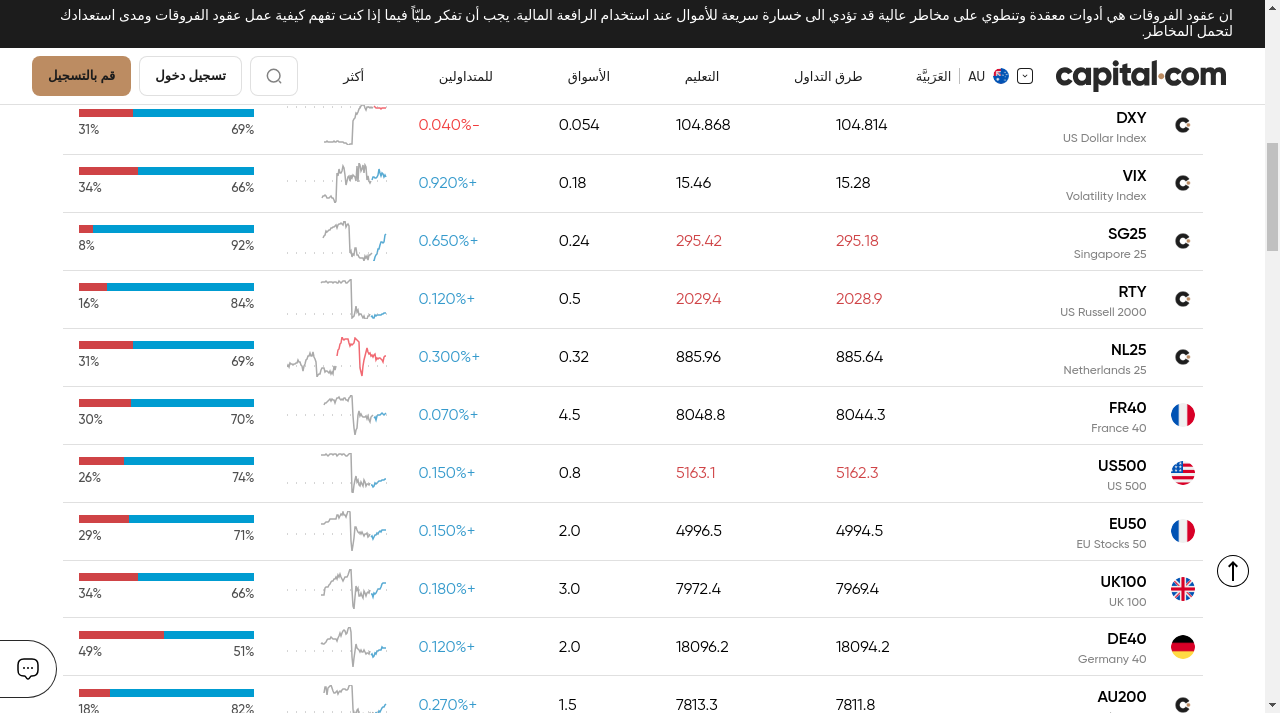 ان عقود الفروقات هي أدوات معقدة وتنطوي على مخاطر عالية قد تؤدي الى خسارة سريعة للأموال عند استخدام الرافعة المالية. يجب أن تفكر مليّاً فيما إذا كنت تفهم كيفية عمل عقود الفروقات ومدى استعدادك
لتحمل المخاطر.
capital.com
AU
العَرَبيَّة
طرق التداول
التعليم
الأسواق
للمتداولين
أكثر
تسجيل دخول
قم بالتسجيل
DXY
US Dollar Index
104.814
104.868
0.054
0.040%-
69%
31%
VIX
Volatility Index
15.28
15.46
0.18
0.920%+
66%
34%
SG25
Singapore 25
295.18
295.42
0.24
0.650%+
92%
8%
RTY
US Russell 2000
2028.9
2029.4
0.5
0.120%+
84%
16%
NL25
Netherlands 25
885.64
885.96
0.32
0.300%+
69%
31%
FR40
France 40
8044.3
8048.8
4.5
0.070%+
70%
30%
US500
US 500
5162.3
5163.1
0.8
0.150%+
74%
26%
EU50
EU Stocks 50
4994.5
4996.5
2.0
0.150%+
71%
29%
UK100
UK 100
7969.4
7972.4
3.0
0.180%+
66%
34%
DE40
Germany 40
18094.2
18096.2
2.0
0.120%+
51%
49%
AU200
7811.8
7813.3
1.5
0.270%+
82%
18%